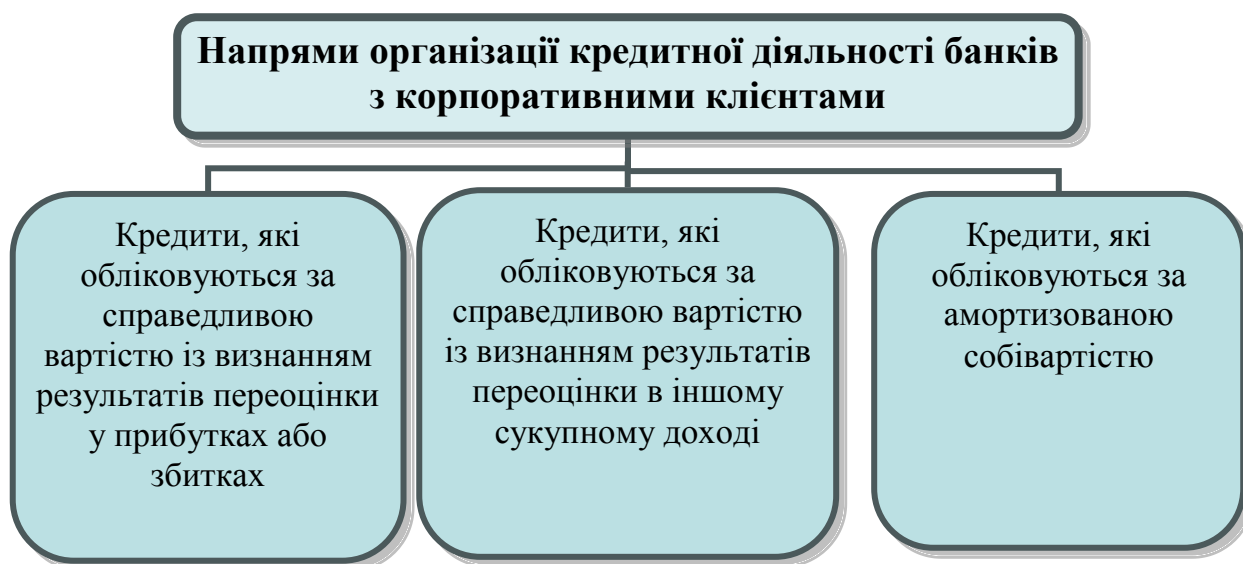 Напрями організації кредитної діяльності банків
з корпоративними клієнтами
Кредити, які
обліковуються за
справедливою
вартістю із визнанням
результатів переоцінки
у прибутках або
збитках
Кредити, які
обліковуються за
справедливою вартістю
із визнанням результатів
переоцінки в іншому
сукупному доході
Кредити, які
обліковуються за
амортизованою
собівартістю